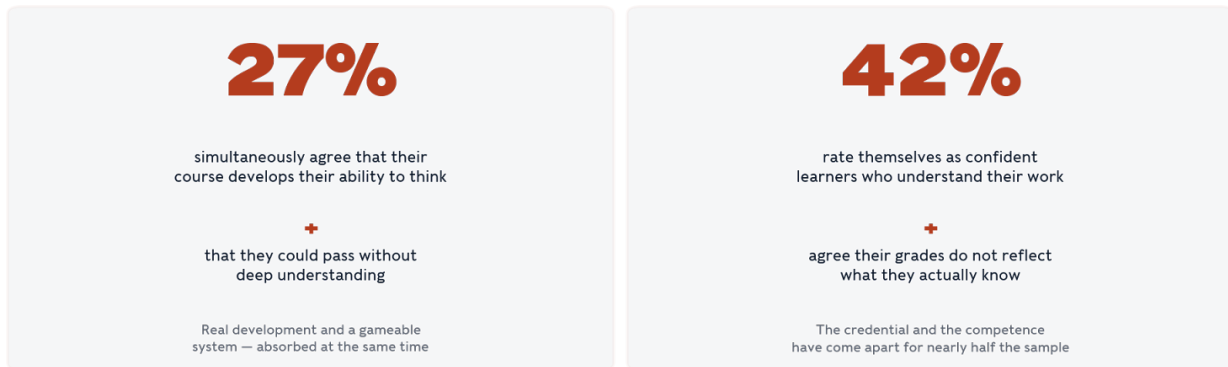 27%
simultaneously agree that their
course develops their ability to think
+
that they could pass without
deep understanding
Real development and a gameable
system — absorbed at the same time
42%
rate themselves as confident
learners who understand their work
+
agree their grades do not reflect
what they actually know
The credential and the competence
have come apart for nearly half the sample